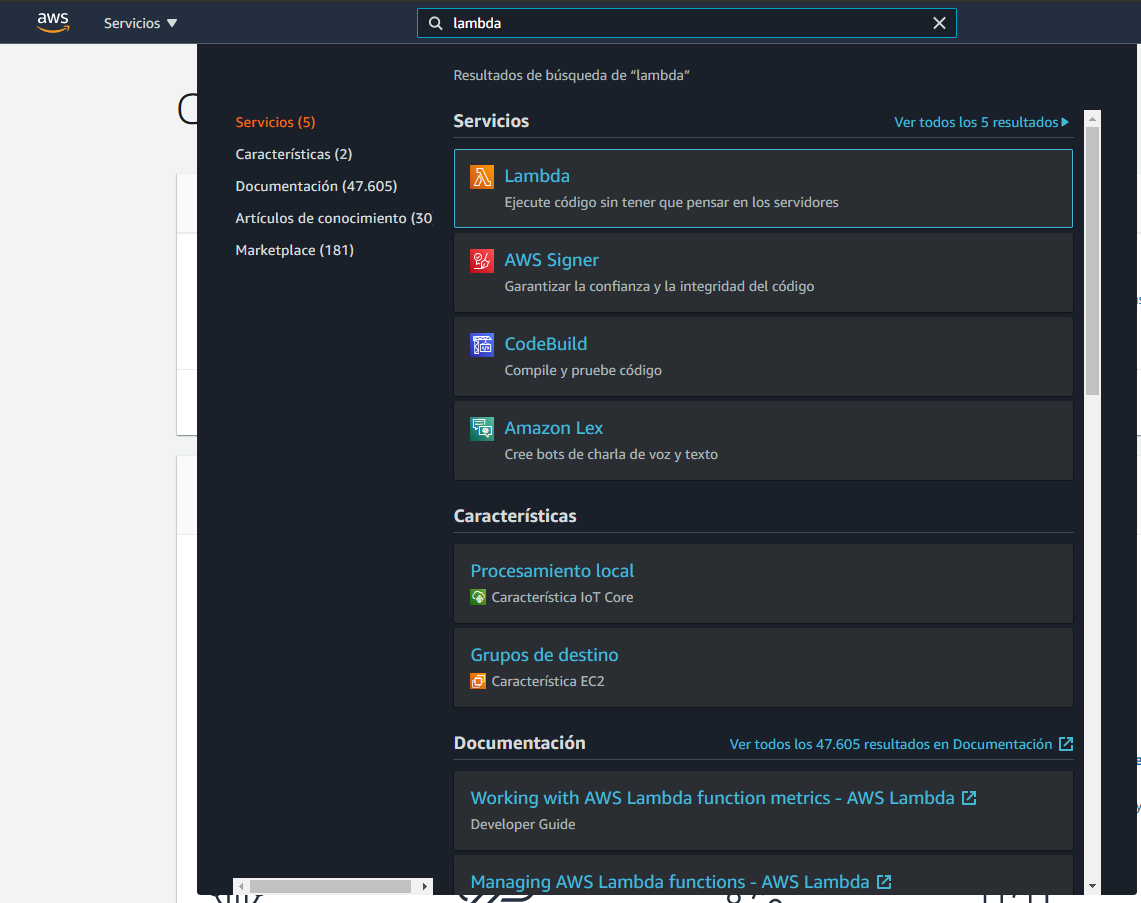 aws
Servicios
lambda
Resultados de búsqueda de “lambda”
Servicios (5)
Características (2)
Documentación (47.605)
Artículos de conocimiento (30
Marketplace (181)
Servicios
Ver todos los 5 resultados
Lambda
Ejecute código sin tener que pensar en los servidores
AWS Signer
Garantizar la confianza y la integridad del código
CodeBuild
Compile y pruebe código
Amazon Lex
Cree bots de charla de voz y texto
Características
Procesamiento local
Característica IoT Core
Grupos de destino
Característica EC2
Documentación
Ver todos los 47.605 resultados en Documentación
Working with AWS Lambda function metrics - AWS Lambda
Developer Guide
Managing AWS Lambda functions - AWS Lambda